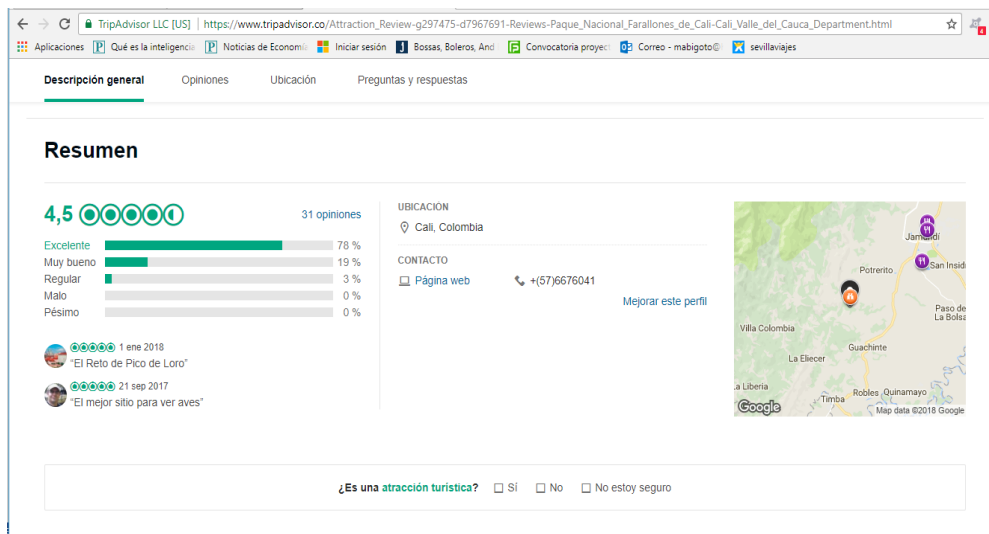 TripAdvisor LLC [US] | https://www.tripadvisor.co/Attraction_Review-g297475-d7967691-Reviews-Paque_Nacional_Farallones_de_Cali-Cali_Valle_del_Cauca_Department.html
4
Aplicaciones Qué es la inteligencia Noticias de Economía Iniciar sesión Bossas, Boleros, And Convocatoria proyec Correo - mabigoto@ sevillaviajes
Descripción general Opiniones Ubicación Preguntas y respuestas
Resumen
4,5 31 opiniones
Excelente 78 %
Muy bueno 19 %
Regular 3 %
Malo 0 %
Pésimo 0 %
1 ene 2018
“El Reto de Pico de Loro”
21 sep 2017
“El mejor sitio para ver aves”
UBICACIÓN
Cali, Colombia
CONTACTO
Página web +(57)6676041
Mejorar este perfil
Potrerito
San Insid
Paso de
La Bolsa
Villa Colombia
Guachinte
La Eliecer
a Liberia
Robles Quinamayo
Timba
Google
Map data ©2018 Google
¿Es una atracción turística? Sí No No estoy seguro